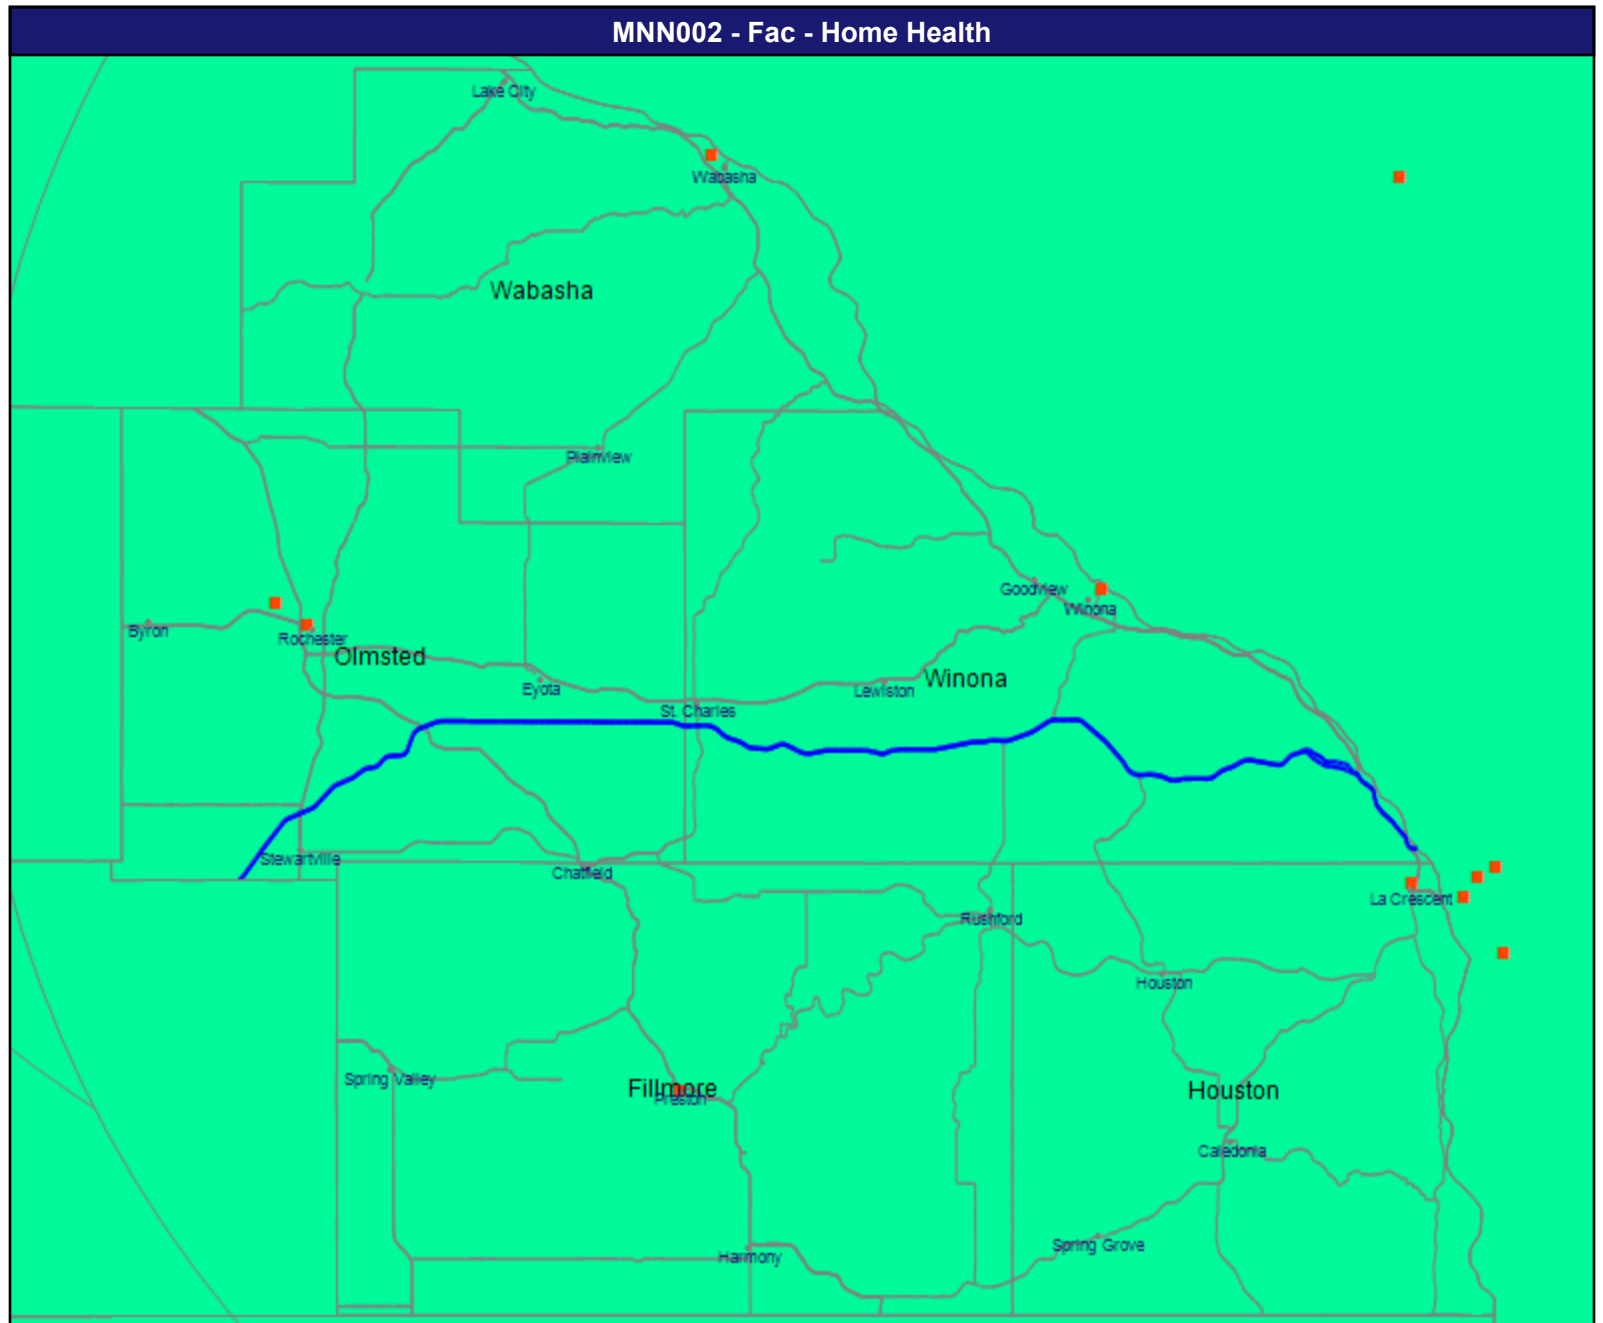 MNN002 - Fac - Home Health
Lake City
Wabasha
Wabasha
Plainview
Goodview
Winona
Byron
Rochester
Olmsted
Eyota
Lewiston
Winona
St. Charles
Stewartville
Chatfield
La Crescent
Rushford
Houston
Spring Valley
Fillmore
Preston
Houston
Caledonia
Harmony
Spring Grove